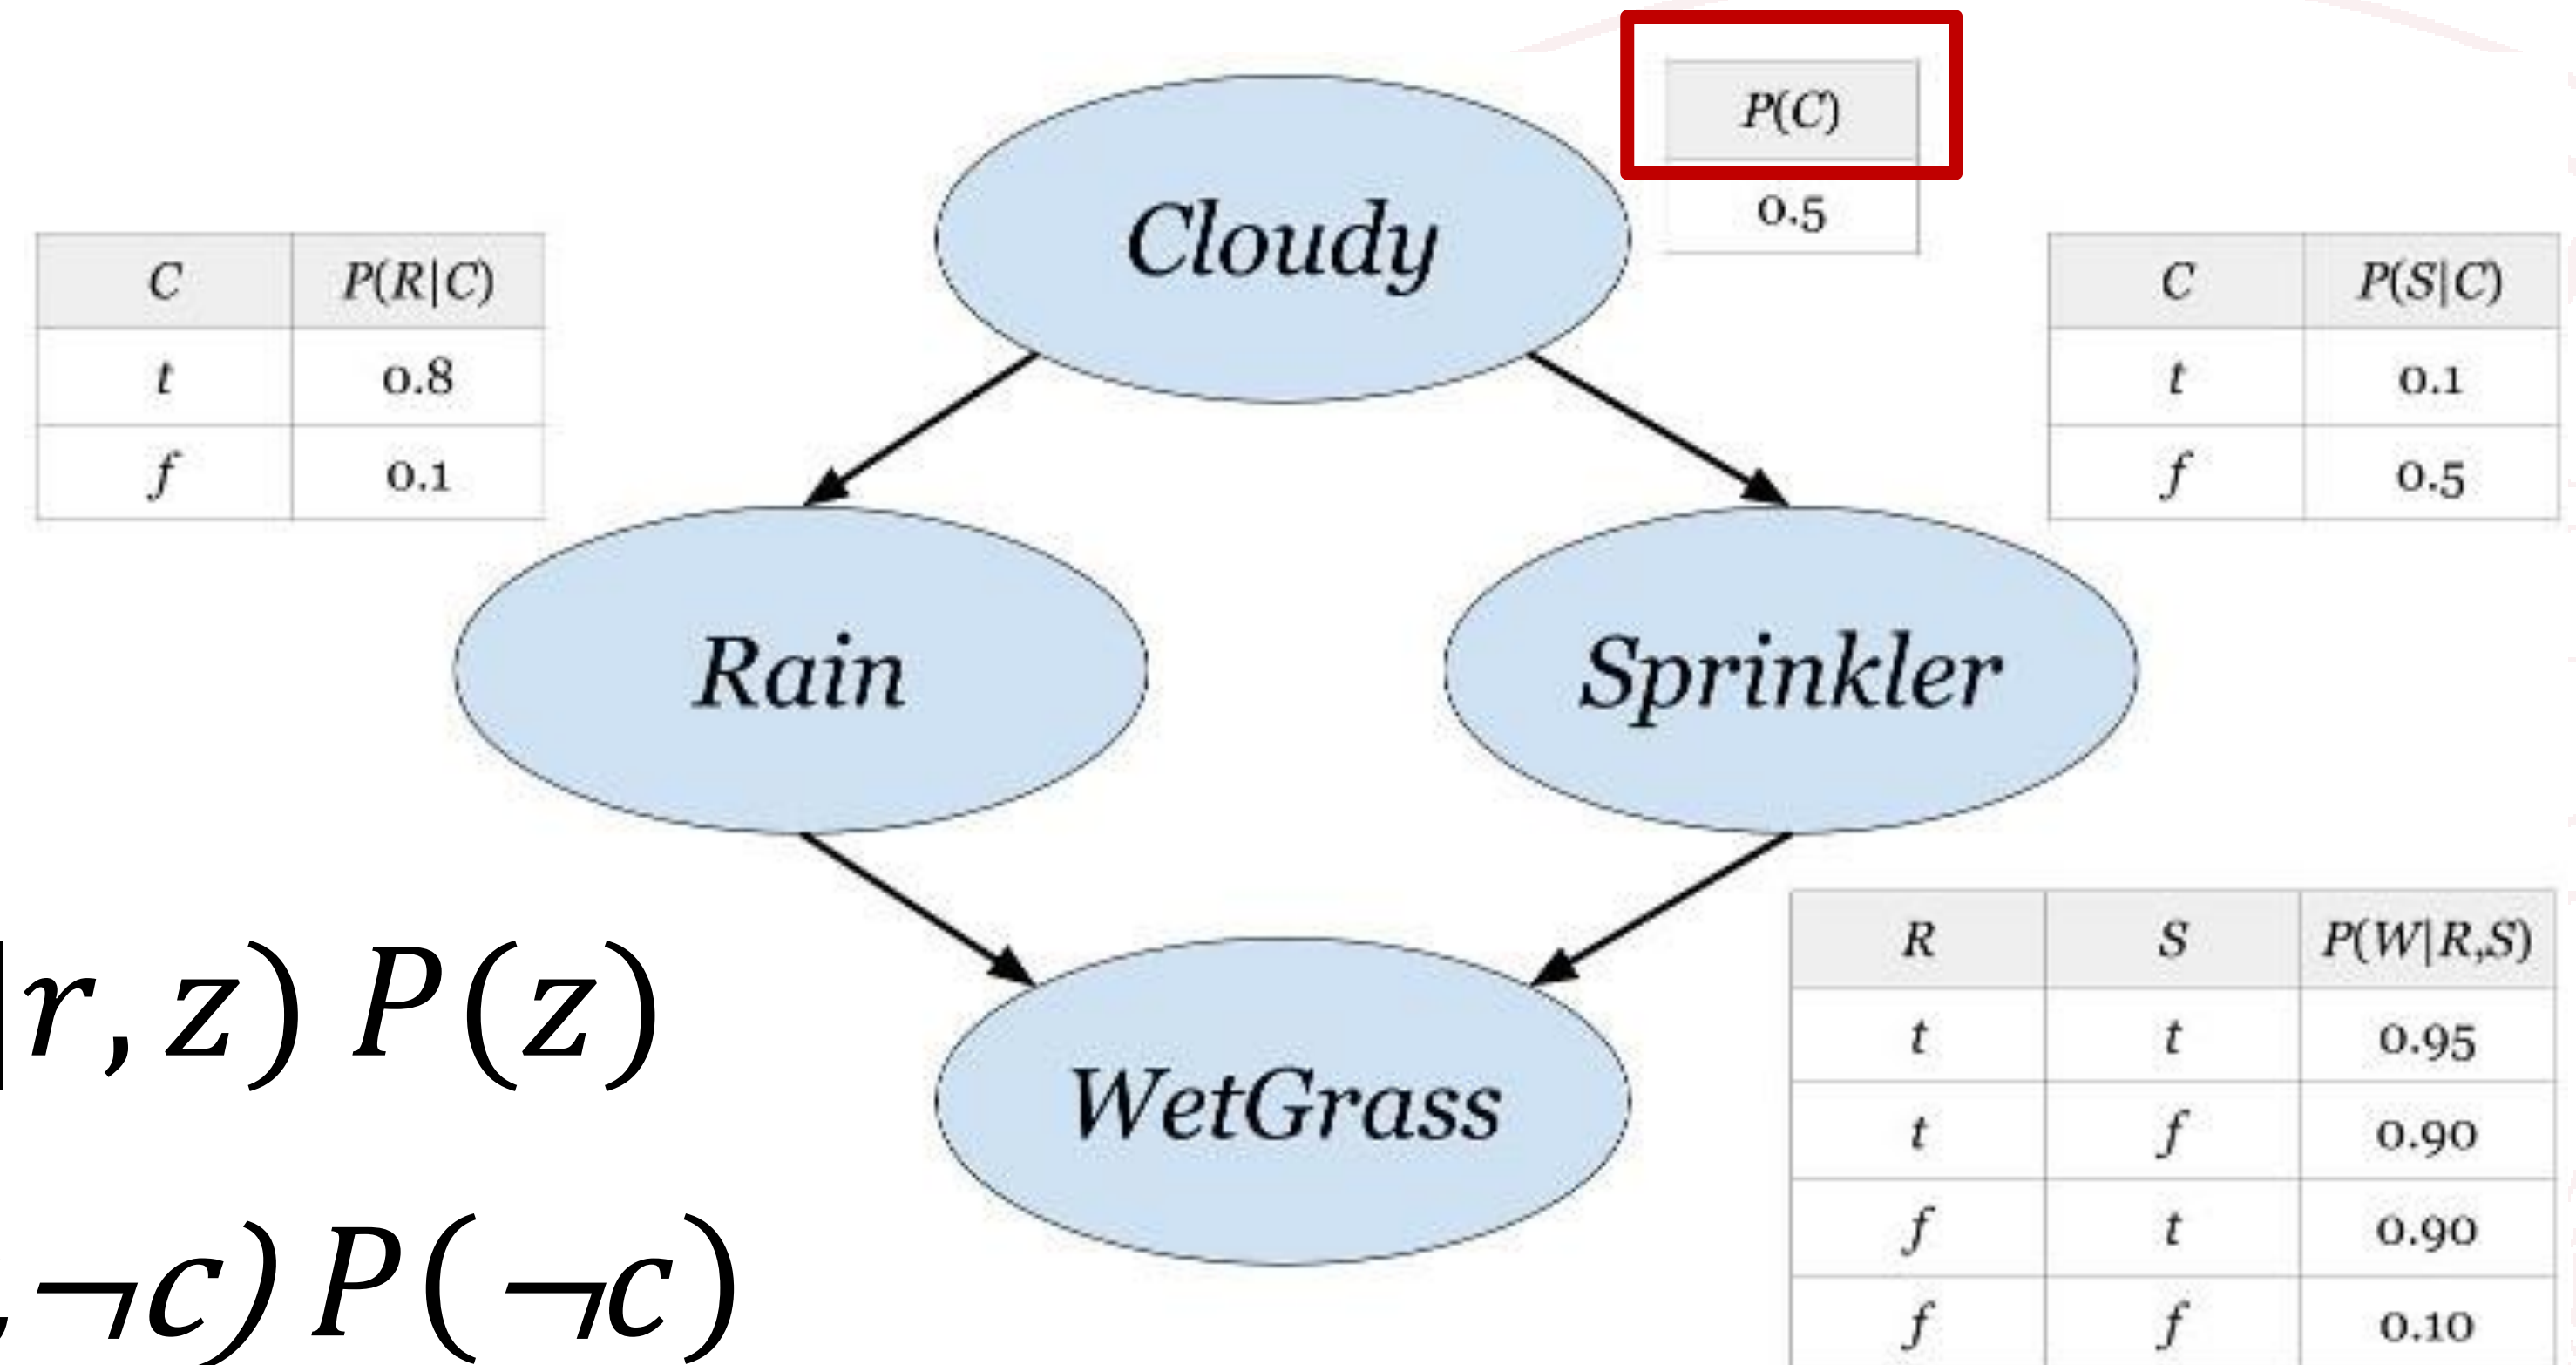 P(C)
0.5
Cloudy
C P(R|C)
t 0.8
f 0.1
C P(S|C)
t 0.1
f 0.5
Rain
Sprinkler
|r, z) P(z)
, ¬c) P(¬c)
WetGrass
R S P(W|R,S)
t t 0.95
t f 0.90
f t 0.90
f f 0.10